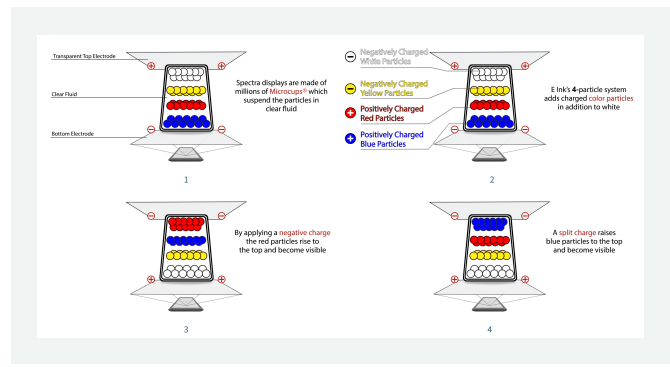 Transparent Top Electrode
Clear Fluid
Bottom Electrode
Spectra displays are made of
millions of Microcups® which
suspend the particles in
clear fluid
1
Negatively Charged
White Particles
Negatively Charged
Yellow Particles
Positively Charged
Red Particles
Positively Charged
Blue Particles
E Ink's 4-particle system
adds charged color particles
in addition to white
2
By applying a negative charge
the red particles rise to
the top and become visible
3
A split charge raises
blue particles to the top
and become visible
4